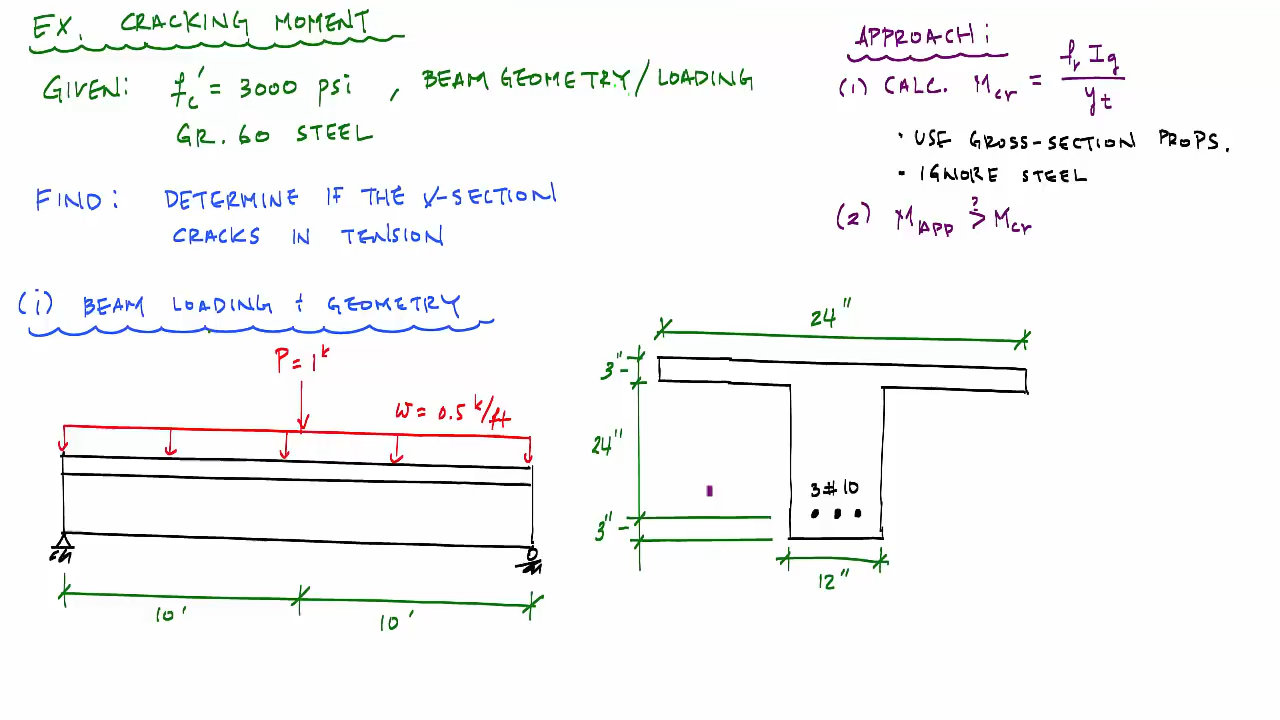 EX. CRACKING MOMENT
GIVEN: fc' = 3000 psi, BEAM GEOMETRY/LOADING
GR. 60 STEEL
FIND: DETERMINE IF THE X-SECTION
CRACKS IN TENSION
APPROACH:
(1) CALC. Mcr = fr Ig / yt
• USE GROSS-SECTION PROPS.
• IGNORE STEEL
(2) MAPP >? Mcr
(i) BEAM LOADING + GEOMETRY
P = 1k
w = 0.5 k/ft
10'
10'
24"
3"
24"
3#10
3"
12"